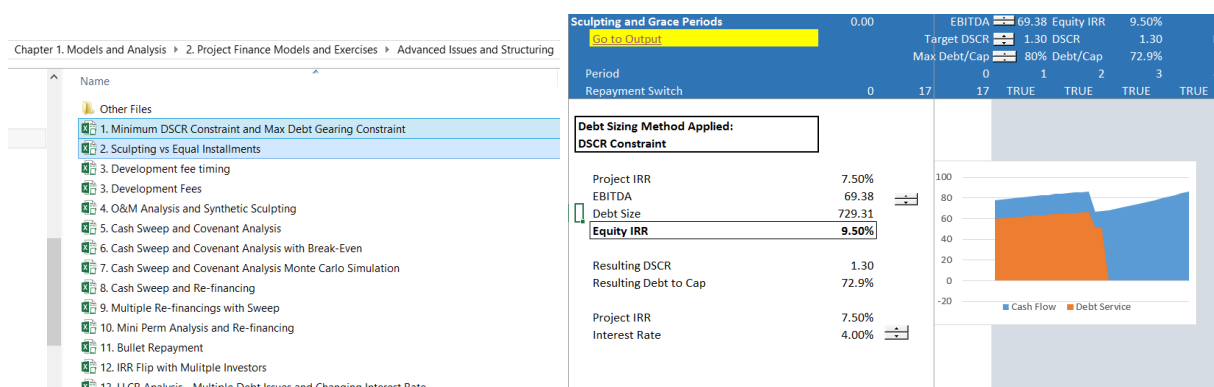 Chapter 1. Models and Analysis ▸ 2. Project Finance Models and Exercises ▸ Advanced Issues and Structuring
Name
Other Files
1. Minimum DSCR Constraint and Max Debt Gearing Constraint
2. Sculpting vs Equal Installments
3. Development fee timing
3. Development Fees
4. O&M Analysis and Synthetic Sculpting
5. Cash Sweep and Covenant Analysis
6. Cash Sweep and Covenant Analysis with Break-Even
7. Cash Sweep and Covenant Analysis Monte Carlo Simulation
8. Cash Sweep and Re-financing
9. Multiple Re-financings with Sweep
10. Mini Perm Analysis and Re-financing
11. Bullet Repayment
12. IRR Flip with Mulitple Investors
13. LLCR Analysis - Multiple Debt Issues and Changing Interest Rate
Sculpting and Grace Periods 0.00 EBITDA 69.38 Equity IRR 9.50%
Go to Output Target DSCR 1.30 DSCR 1.30
Max Debt/Cap 80% Debt/Cap 72.9%
Period 0 1 2 3
Repayment Switch 0 17 17 TRUE TRUE TRUE TRUE
Debt Sizing Method Applied:
DSCR Constraint
Project IRR 7.50%
EBITDA 69.38
Debt Size 729.31
Equity IRR 9.50%
Resulting DSCR 1.30
Resulting Debt to Cap 72.9%
Project IRR 7.50%
Interest Rate 4.00%
100
80
60
40
20
0
-20
Cash Flow Debt Service